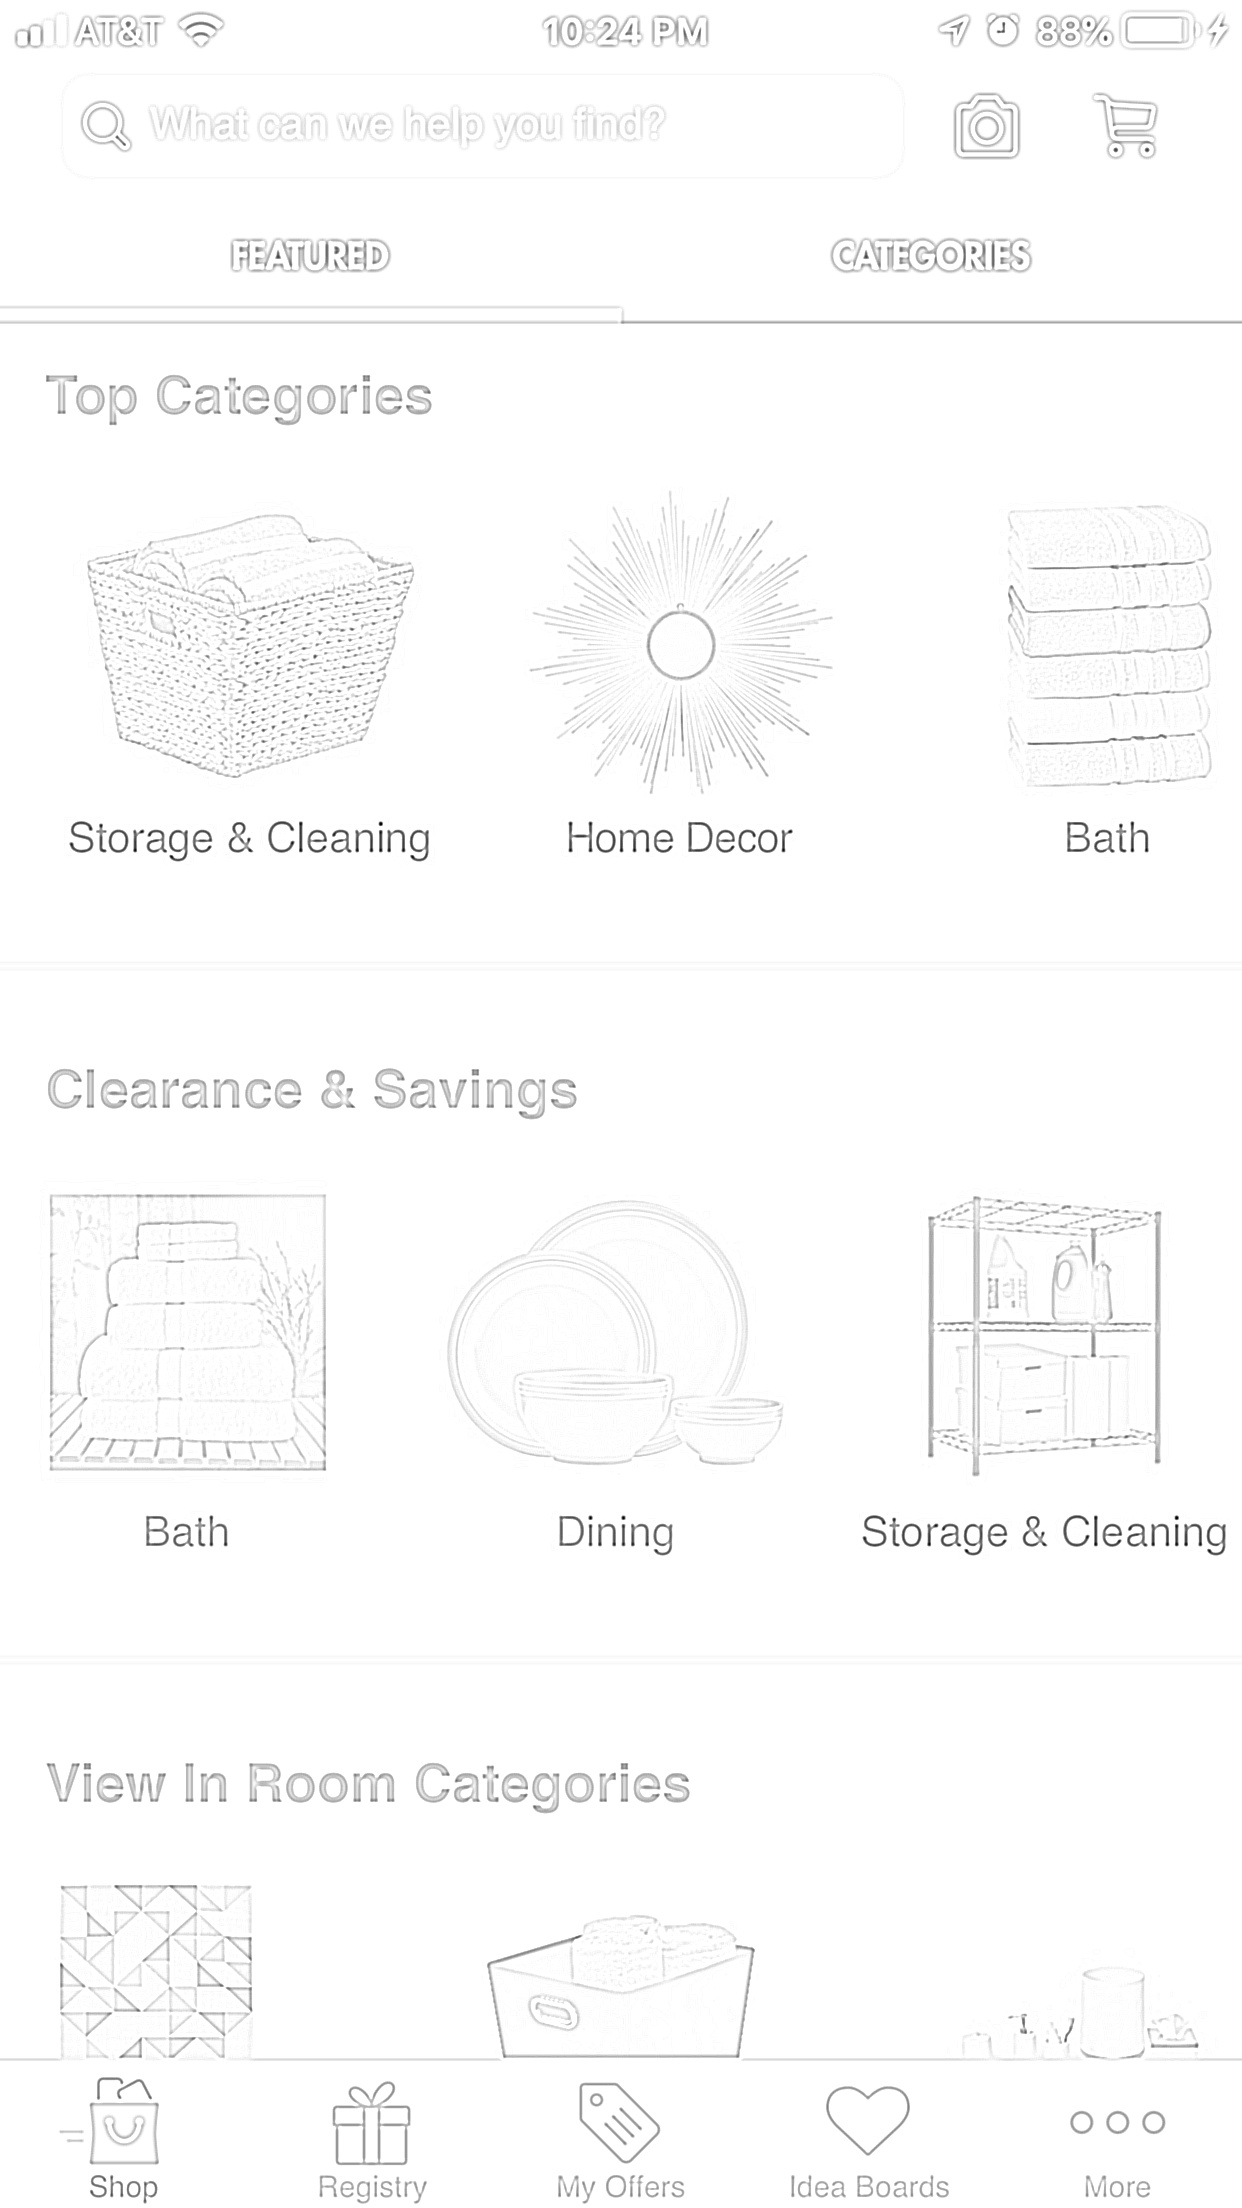 AT&T 10:24 PM 88%
What can we help you find?
FEATURED CATEGORIES
Top Categories
Storage & Cleaning Home Decor Bath
Clearance & Savings
Bath Dining Storage & Cleaning
View In Room Categories
Shop Registry My Offers Idea Boards More